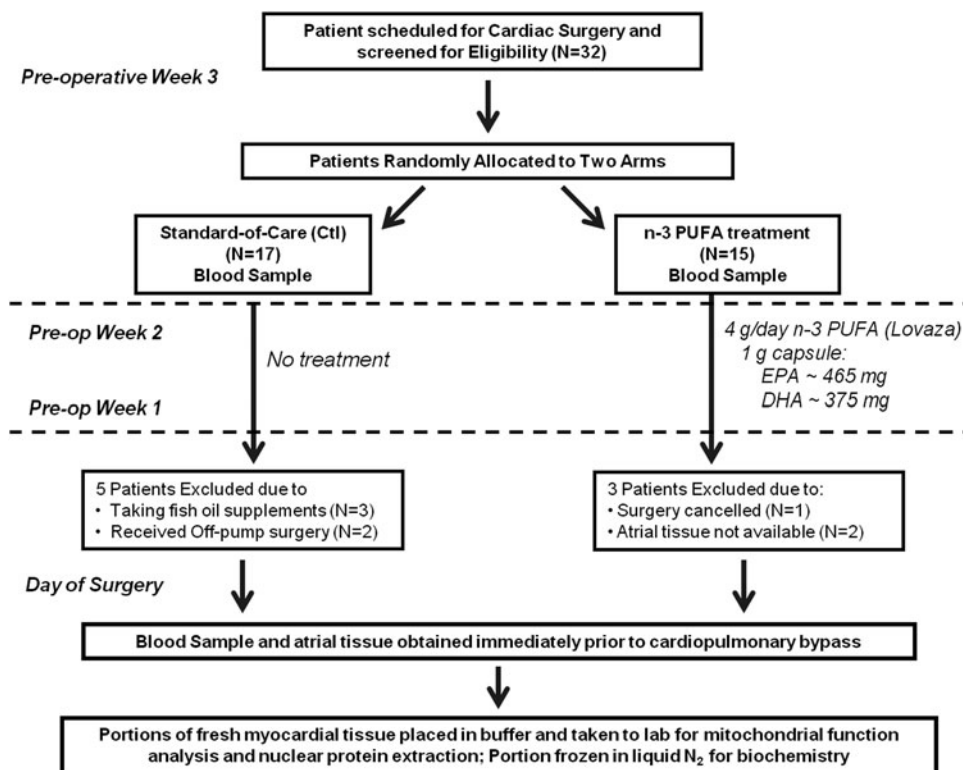 Patient scheduled for Cardiac Surgery and
screened for Eligibility (N=32)
Pre-operative Week 3
Patients Randomly Allocated to Two Arms
Standard-of-Care (Ctl)
(N=17)
Blood Sample
n-3 PUFA treatment
(N=15)
Blood Sample
Pre-op Week 2
No treatment
4 g/day n-3 PUFA (Lovaza)
1 g capsule:
EPA ~ 465 mg
DHA ~ 375 mg
Pre-op Week 1
5 Patients Excluded due to
• Taking fish oil supplements (N=3)
• Received Off-pump surgery (N=2)
3 Patients Excluded due to:
• Surgery cancelled (N=1)
• Atrial tissue not available (N=2)
Day of Surgery
Blood Sample and atrial tissue obtained immediately prior to cardiopulmonary bypass
Portions of fresh myocardial tissue placed in buffer and taken to lab for mitochondrial function
analysis and nuclear protein extraction; Portion frozen in liquid N₂ for biochemistry